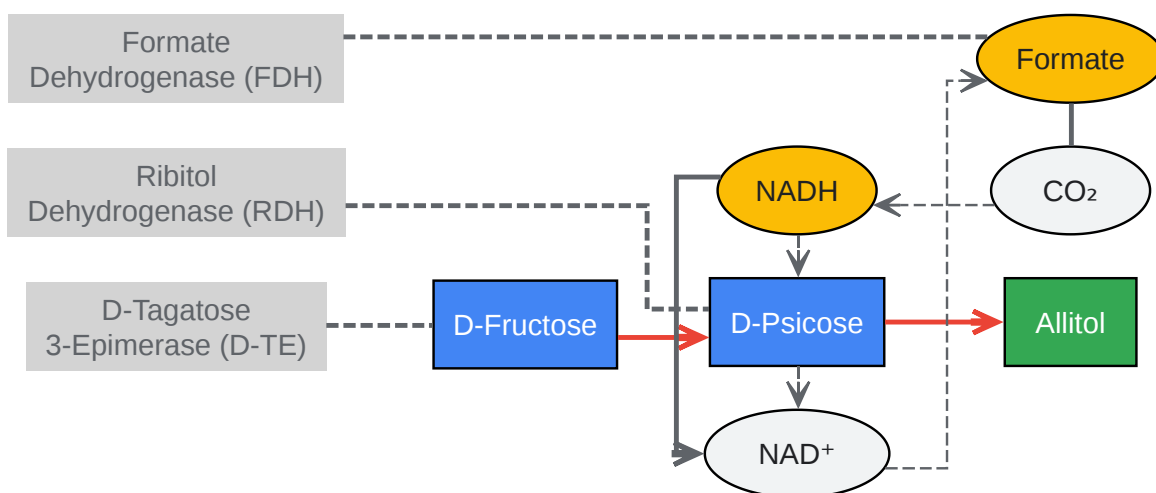 Formate
Dehydrogenase (FDH)
Formate
Ribitol
Dehydrogenase (RDH)
NADH
CO₂
D-Tagatose
3-Epimerase (D-TE)
D-Fructose
D-Psicose
Allitol
NAD⁺